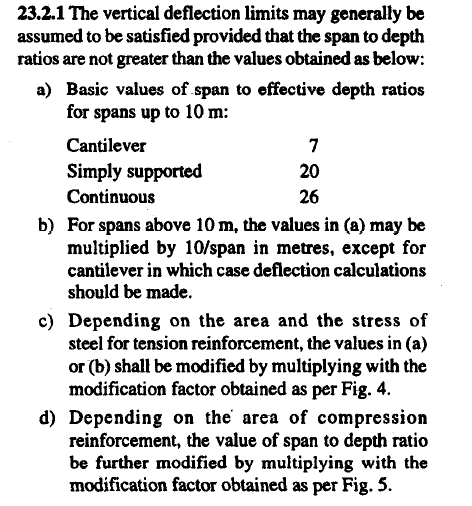 23.2.1 The vertical deflection limits may generally be
assumed to be satisfied provided that the span to depth
ratios are not greater than the values obtained as below:
a) Basic values of span to effective depth ratios
for spans up to 10 m:
Cantilever 7
Simply supported 20
Continuous 26
b) For spans above 10 m, the values in (a) may be
multiplied by 10/span in metres, except for
cantilever in which case deflection calculations
should be made.
c) Depending on the area and the stress of
steel for tension reinforcement, the values in (a)
or (b) shall be modified by multiplying with the
modification factor obtained as per Fig. 4.
d) Depending on the area of compression
reinforcement, the value of span to depth ratio
be further modified by multiplying with the
modification factor obtained as per Fig. 5.